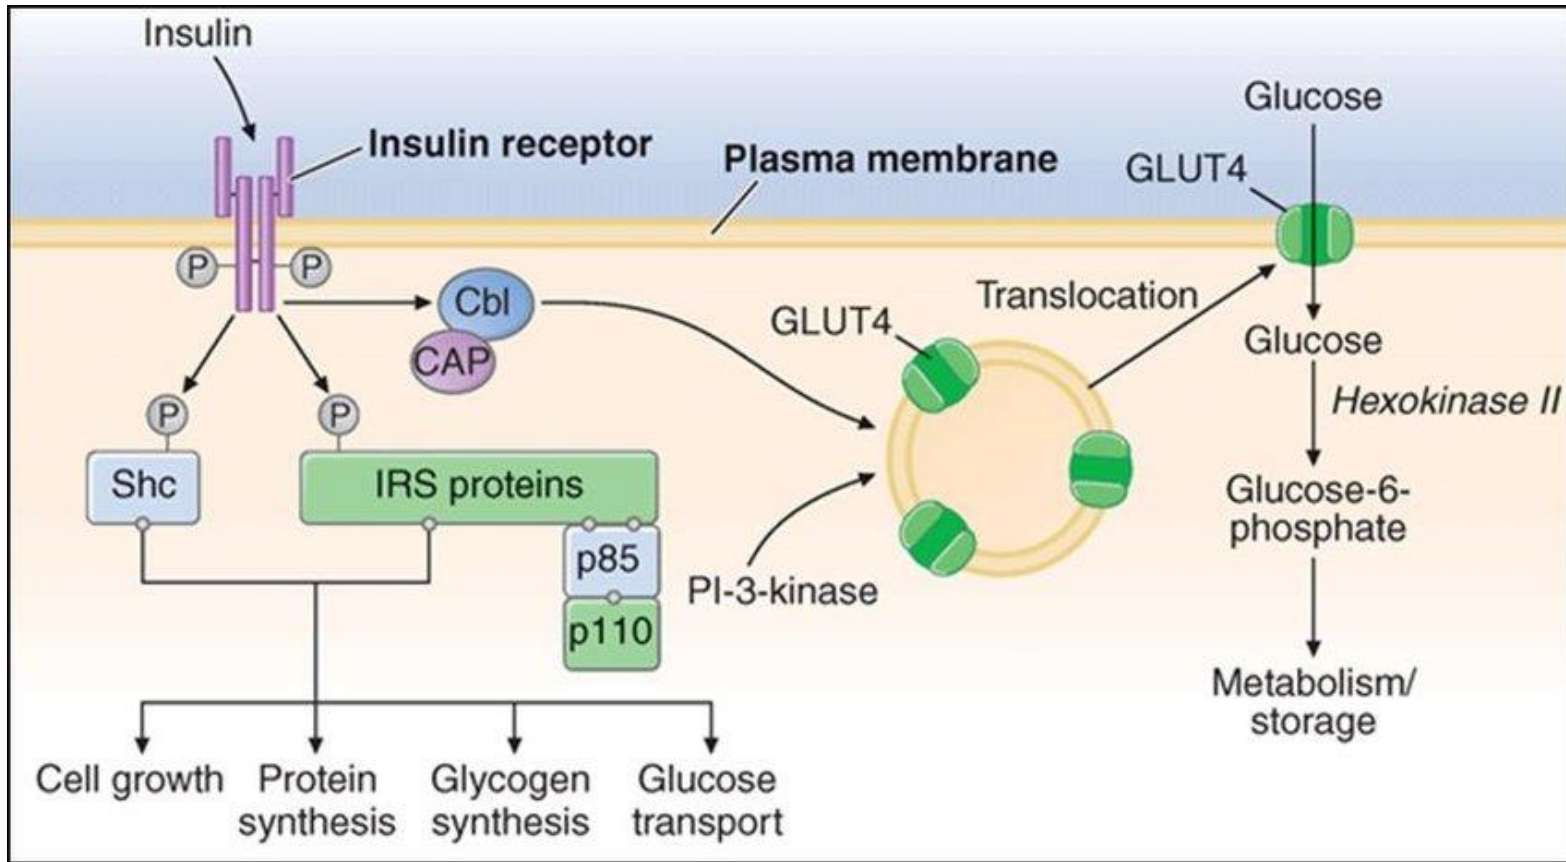 Insulin
Insulin receptor
Plasma membrane
Glucose
GLUT4
P
P
Cbl
CAP
Translocation
GLUT4
Glucose
Hexokinase II
P
P
Shc
IRS proteins
Glucose-6-
phosphate
p85
PI-3-kinase
p110
Metabolism/
storage
Cell growth
Protein
synthesis
Glycogen
synthesis
Glucose
transport